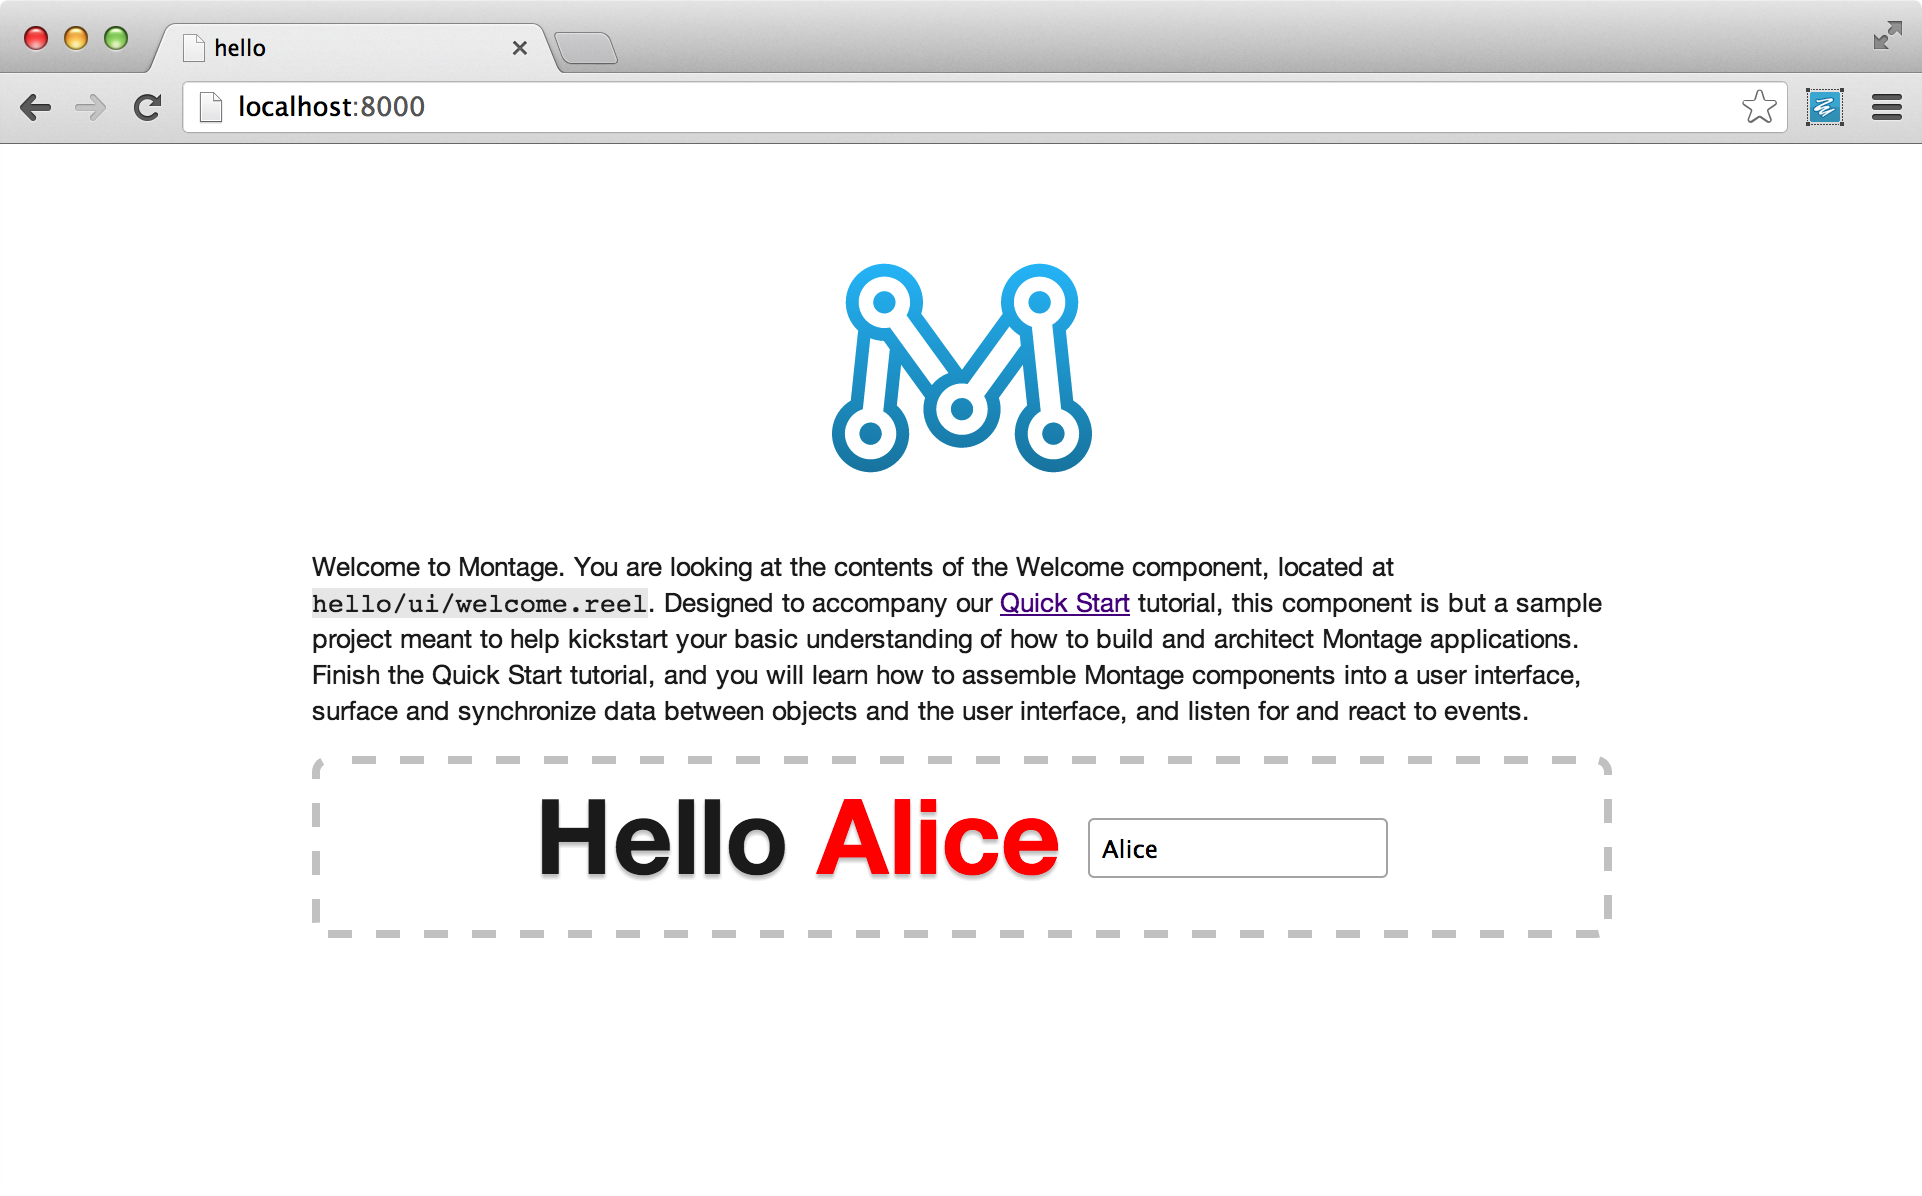 hello
localhost:8000
Welcome to Montage. You are looking at the contents of the Welcome component, located at
hello/ui/welcome.reel. Designed to accompany our Quick Start tutorial, this component is but a sample
project meant to help kickstart your basic understanding of how to build and architect Montage applications.
Finish the Quick Start tutorial, and you will learn how to assemble Montage components into a user interface,
surface and synchronize data between objects and the user interface, and listen for and react to events.
Hello Alice Alice